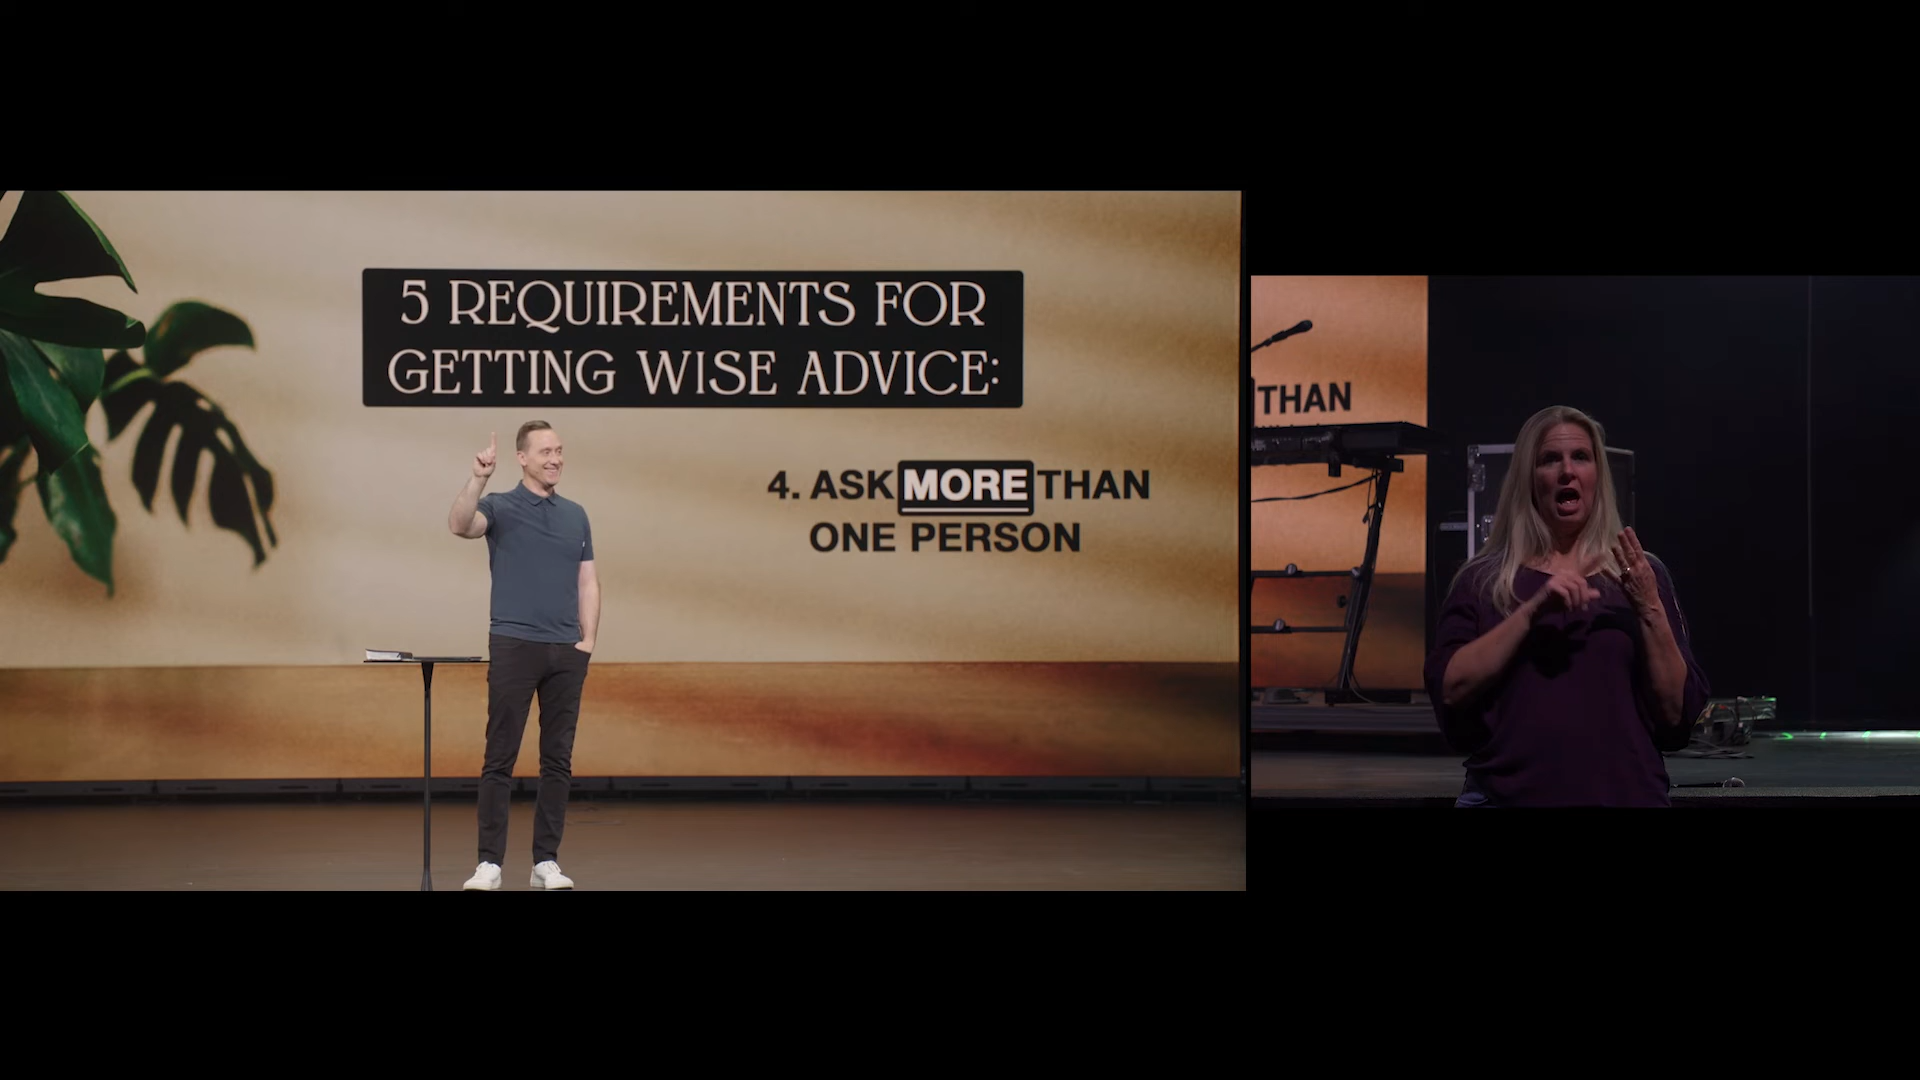 5 REQUIREMENTS FOR
GETTING WISE ADVICE:
4. ASK MORE THAN
ONE PERSON
THAN